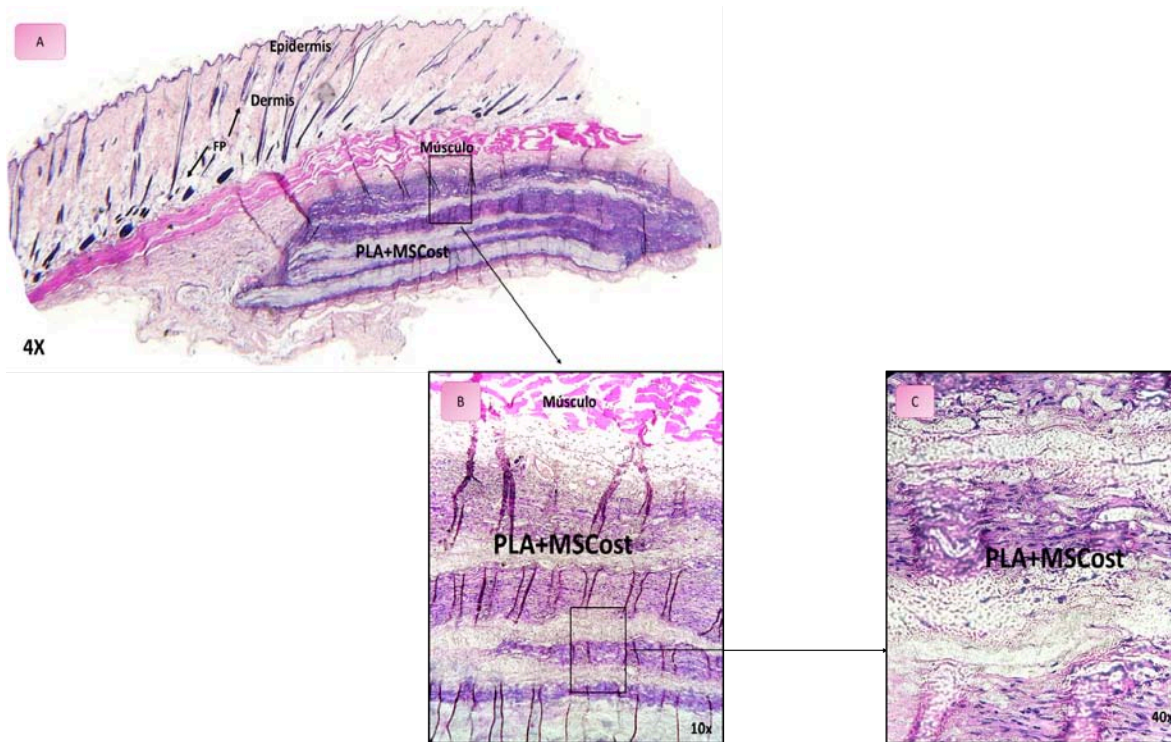 A
Epidermis
Dermis
FP
Músculo
PLA+MSCost
4X
B
Músculo
PLA+MSCost
10x
C
PLA+MSCost
40x